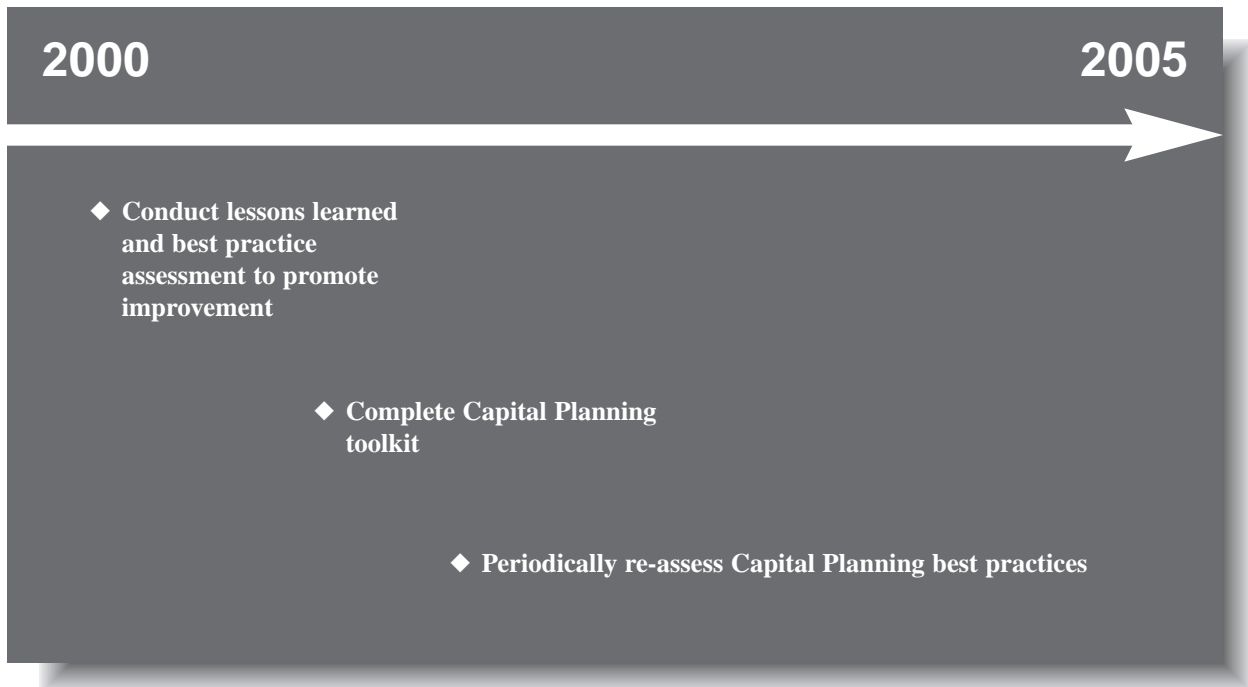 2000 2005
◆ Conduct lessons learned
and best practice
assessment to promote
improvement
◆ Complete Capital Planning
toolkit
◆ Periodically re-assess Capital Planning best practices